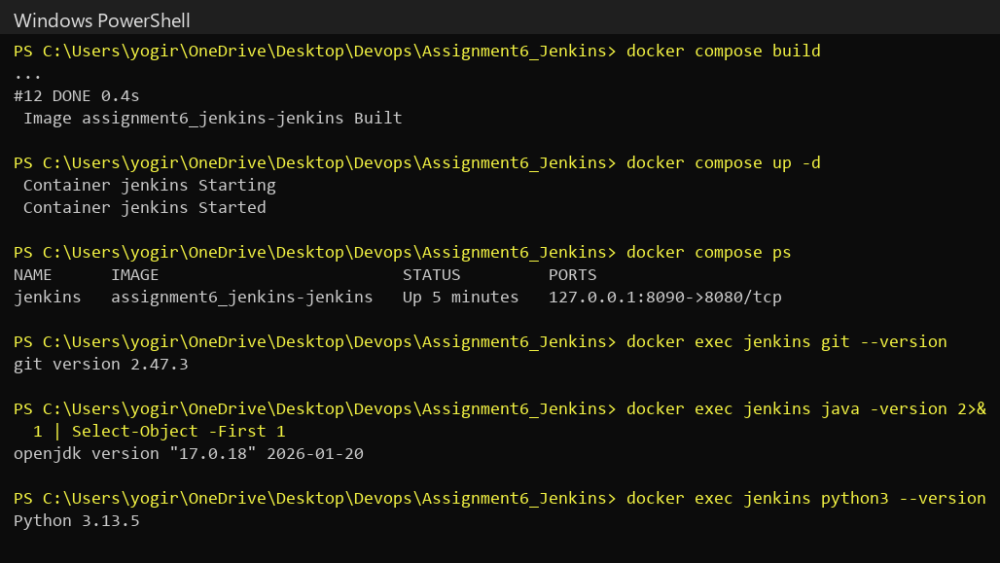 Windows PowerShell
PS C:\Users\yogir\OneDrive\Desktop\Devops\Assignment6_Jenkins> docker compose build
...
#12 DONE 0.4s
 Image assignment6_jenkins-jenkins Built
PS C:\Users\yogir\OneDrive\Desktop\Devops\Assignment6_Jenkins> docker compose up -d
 Container jenkins Starting
 Container jenkins Started
PS C:\Users\yogir\OneDrive\Desktop\Devops\Assignment6_Jenkins> docker compose ps
NAME      IMAGE                         STATUS         PORTS
jenkins   assignment6_jenkins-jenkins   Up 5 minutes   127.0.0.1:8090->8080/tcp
PS C:\Users\yogir\OneDrive\Desktop\Devops\Assignment6_Jenkins> docker exec jenkins git --version
git version 2.47.3
PS C:\Users\yogir\OneDrive\Desktop\Devops\Assignment6_Jenkins> docker exec jenkins java -version 2>&
  1 | Select-Object -First 1
openjdk version "17.0.18" 2026-01-20
PS C:\Users\yogir\OneDrive\Desktop\Devops\Assignment6_Jenkins> docker exec jenkins python3 --version
Python 3.13.5